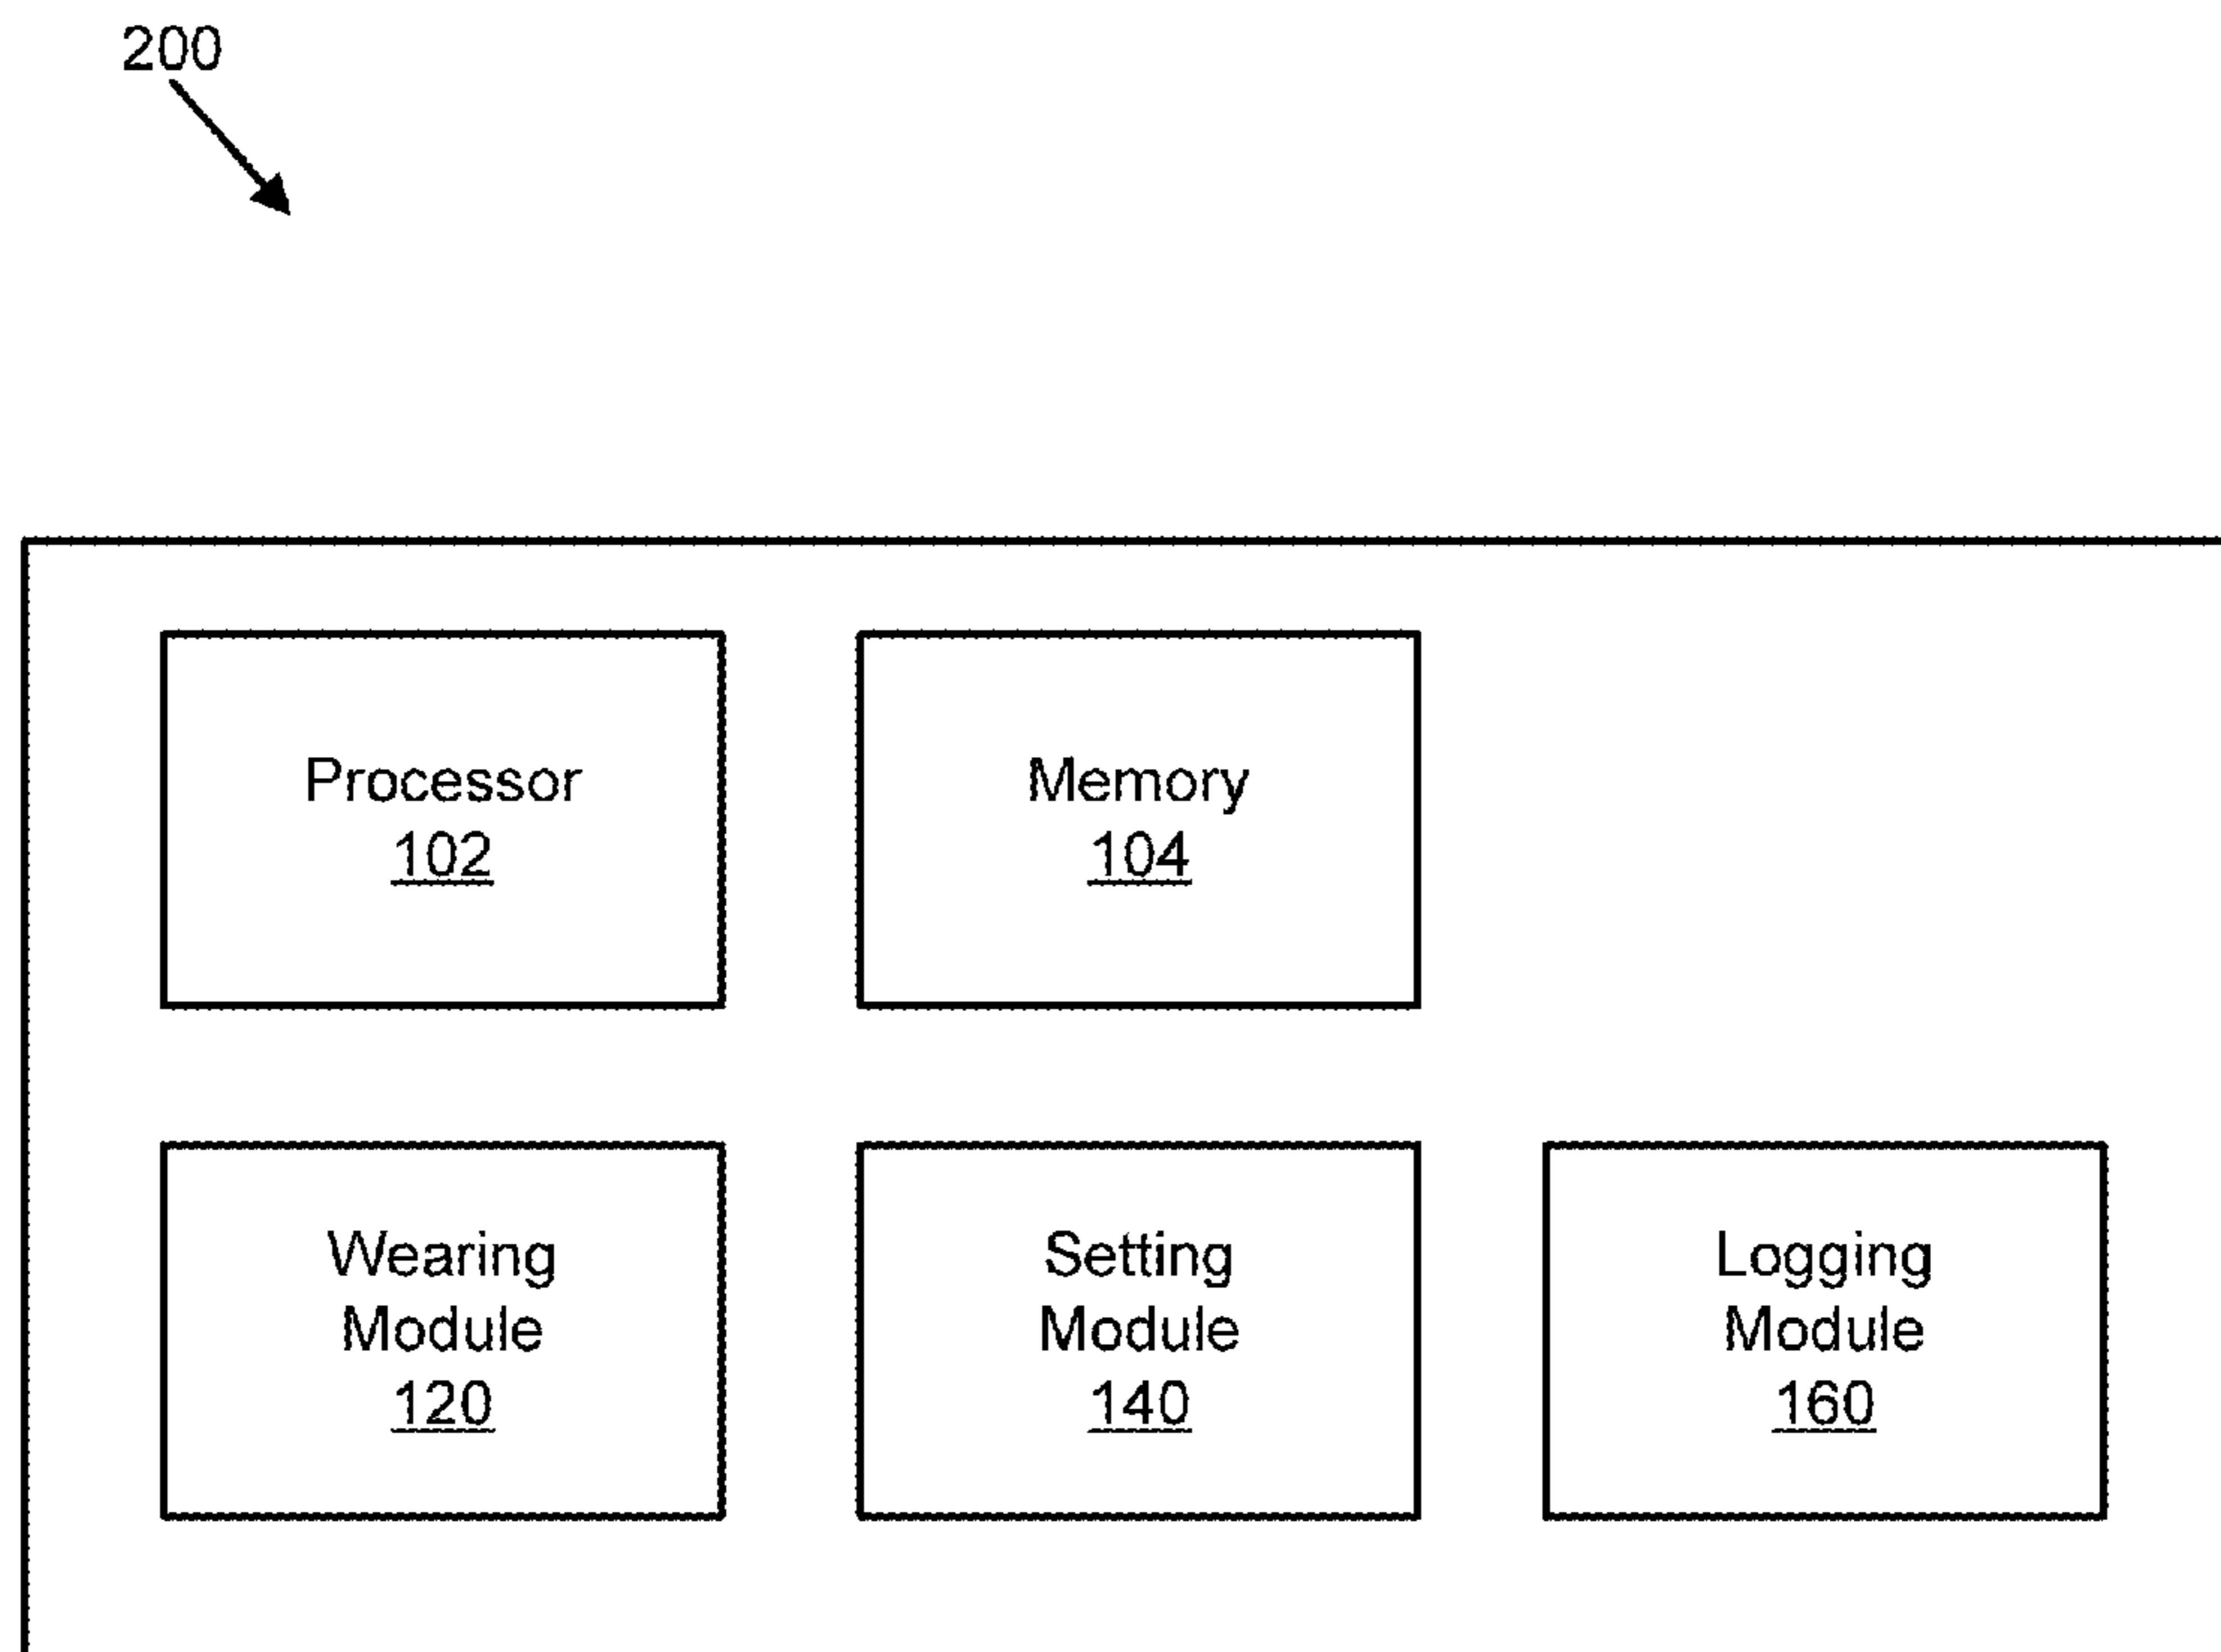 200
Processor
102
Memory
104
Wearing
Module
120
Setting
Module
140
Logging
Module
160